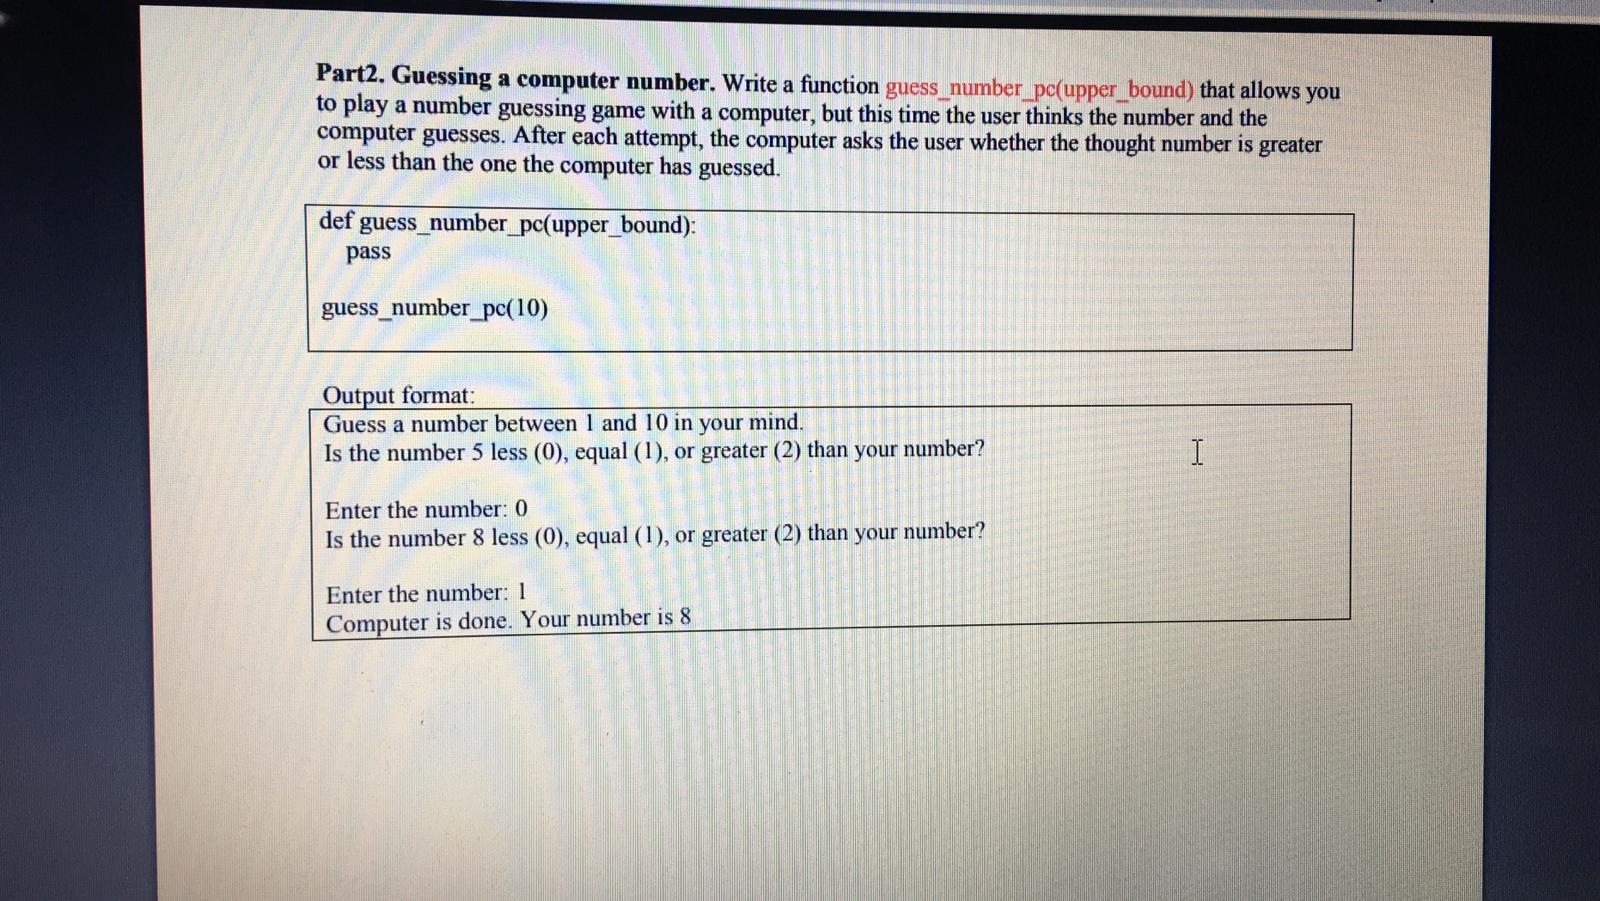 Part2. Guessing a computer number. Write a function guess_number_pc(upper_bound) that allows you
to play a number guessing game with a computer, but this time the user thinks the number and the
computer guesses. After each attempt, the computer asks the user whether the thought number is greater
or less than the one the computer has guessed.
def guess_number_pc(upper_bound):
pass
guess_number_pc(10)
Output format:
Guess a number between 1 and 10 in your mind.
Is the number 5 less (0), equal (1), or greater (2) than your number?
Enter the number: 0
Is the number 8 less (0), equal (1), or greater (2) than your number?
Enter the number: 1
Computer is done. Your number is 8